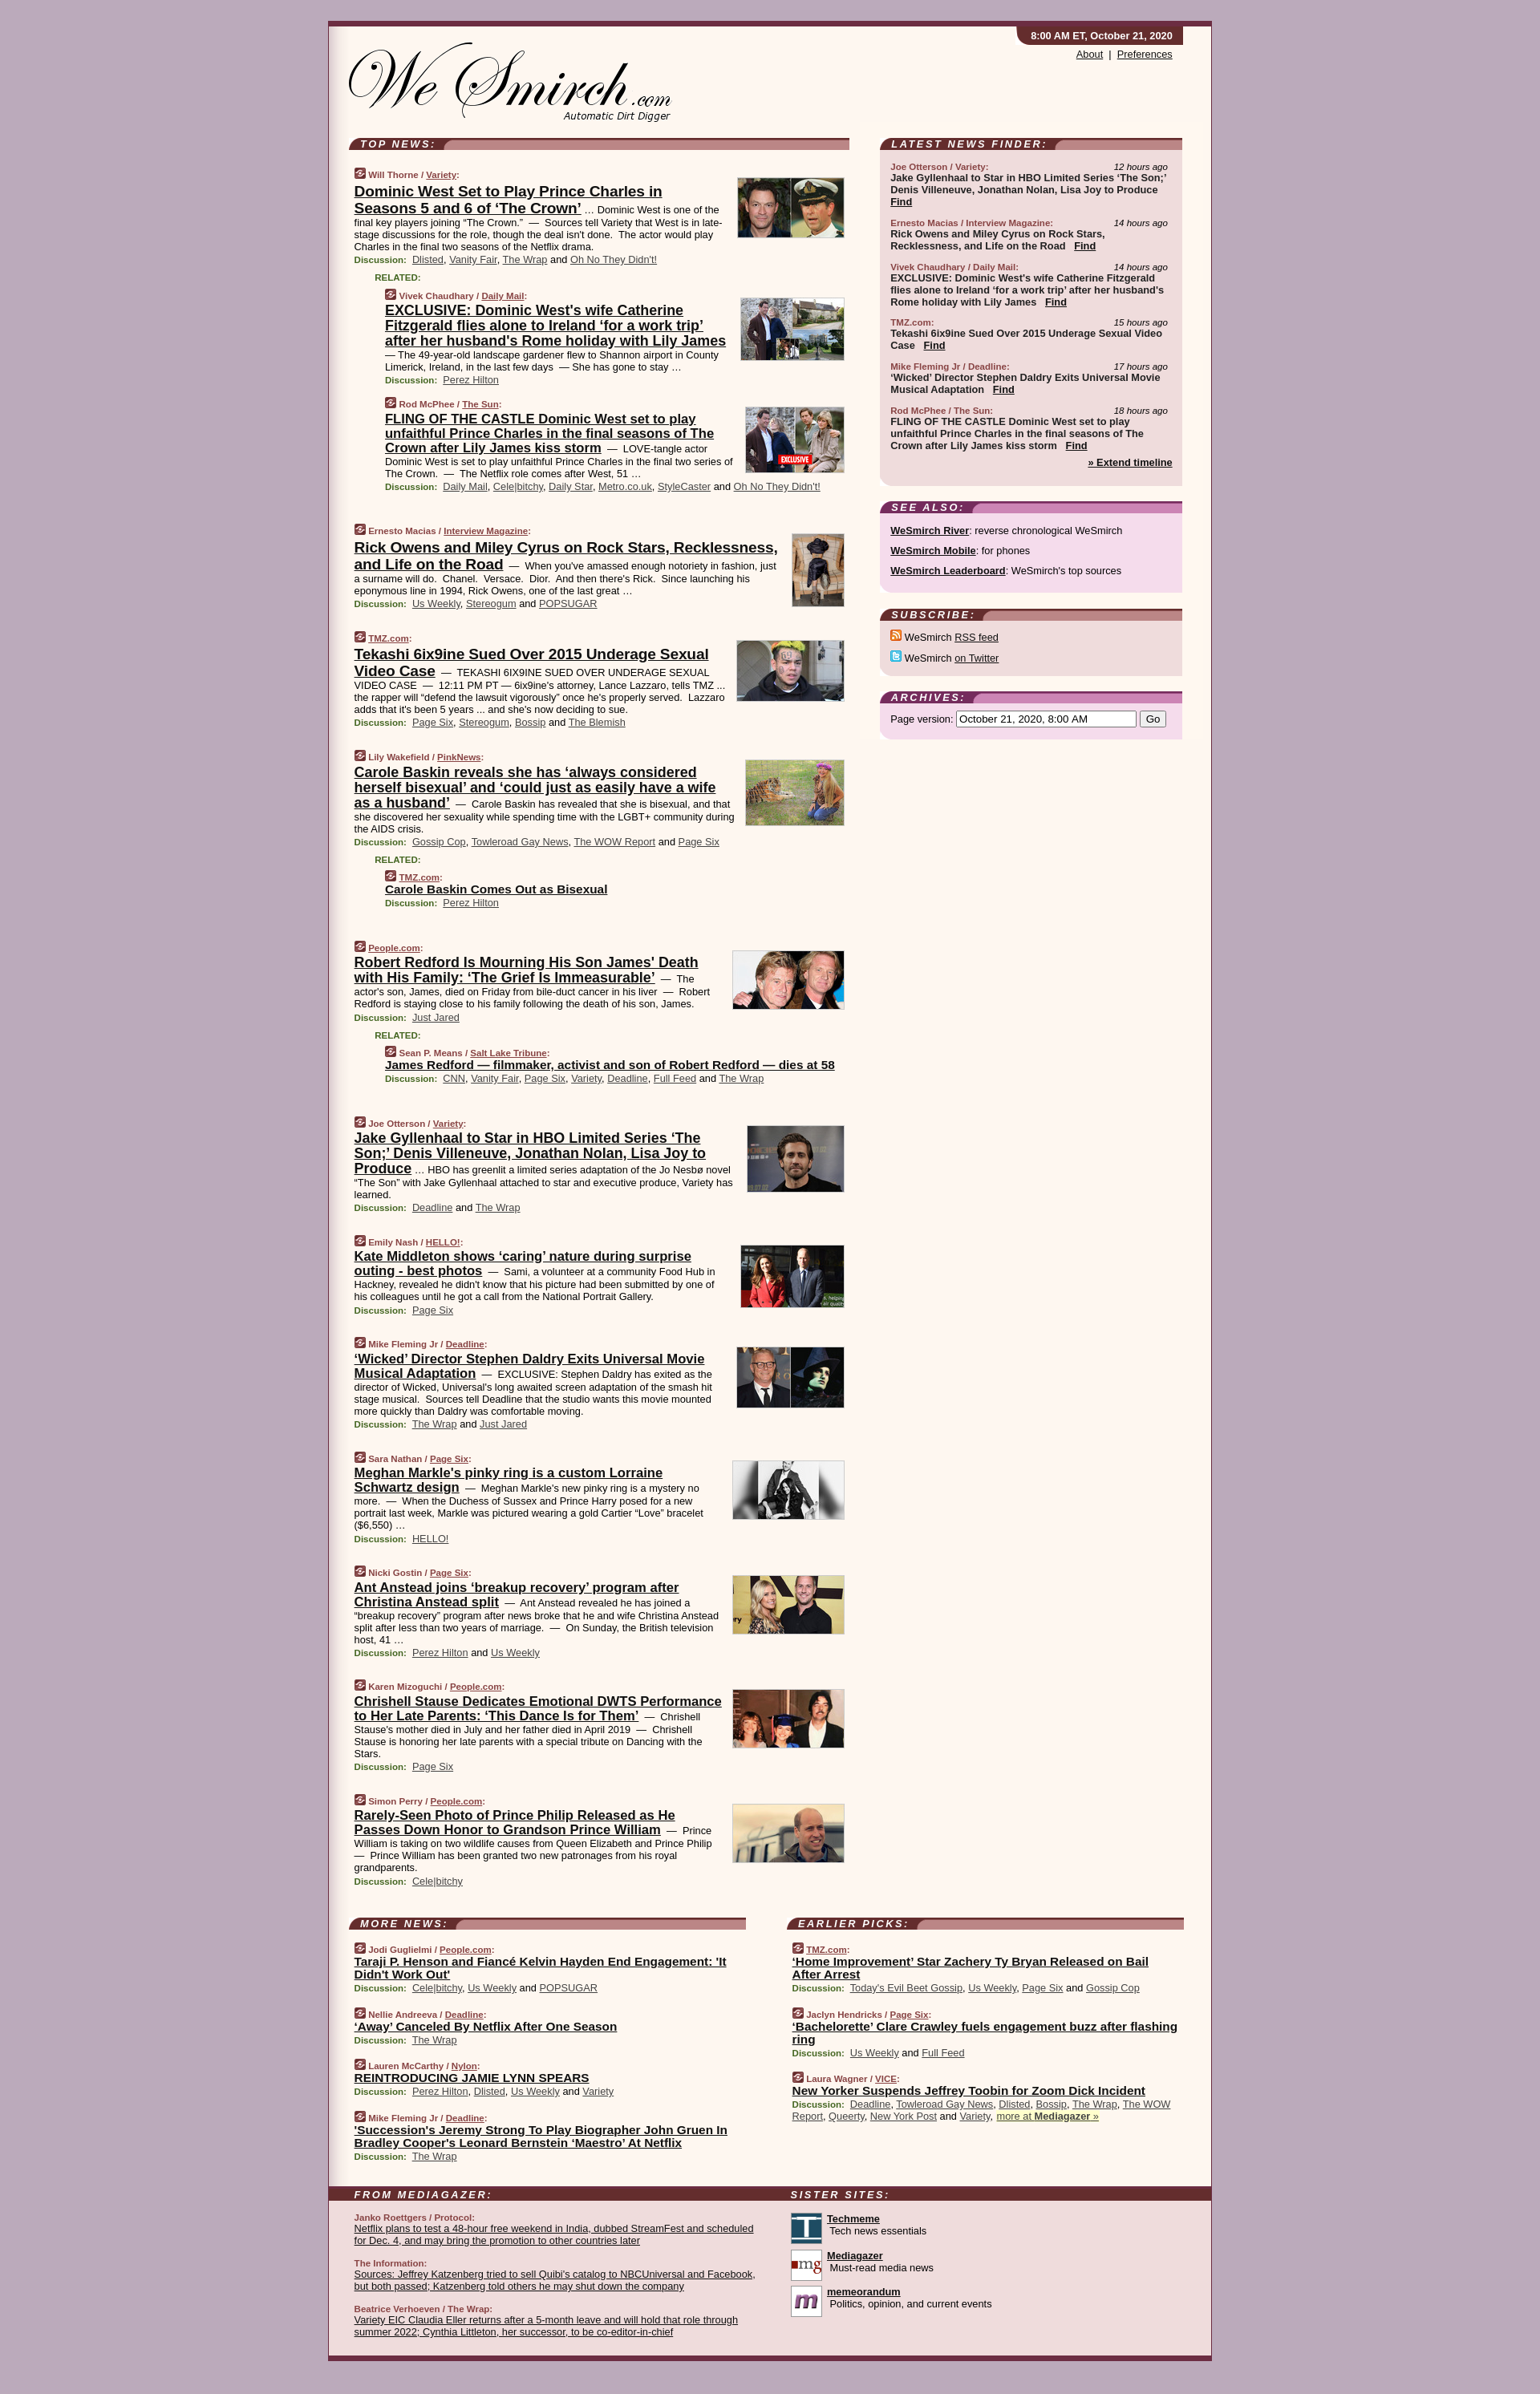 8:00 AM ET, October 21, 2020
About | Preferences
We Smirch.com
Automatic Dirt Digger
TOP NEWS:
Will Thorne / Variety:
Dominic West Set to Play Prince Charles in
Seasons 5 and 6 of ‘The Crown’ … Dominic West is one of the
final key players joining “The Crown.” — Sources tell Variety that West is in late-
stage discussions for the role, though the deal isn't done. The actor would play
Charles in the final two seasons of the Netflix drama.
Discussion: Dlisted, Vanity Fair, The Wrap and Oh No They Didn't!
RELATED:
Vivek Chaudhary / Daily Mail:
EXCLUSIVE: Dominic West's wife Catherine
Fitzgerald flies alone to Ireland ‘for a work trip’
after her husband's Rome holiday with Lily James
— The 49-year-old landscape gardener flew to Shannon airport in County
Limerick, Ireland, in the last few days — She has gone to stay …
Discussion: Perez Hilton
Rod McPhee / The Sun:
FLING OF THE CASTLE Dominic West set to play
unfaithful Prince Charles in the final seasons of The
Crown after Lily James kiss storm — LOVE-tangle actor
Dominic West is set to play unfaithful Prince Charles in the final two series of
The Crown. — The Netflix role comes after West, 51 …
EXCLUSIVE
Discussion: Daily Mail, Cele|bitchy, Daily Star, Metro.co.uk, StyleCaster and Oh No They Didn't!
Ernesto Macias / Interview Magazine:
Rick Owens and Miley Cyrus on Rock Stars, Recklessness,
and Life on the Road — When you've amassed enough notoriety in fashion, just
a surname will do. Chanel. Versace. Dior. And then there's Rick. Since launching his
eponymous line in 1994, Rick Owens, one of the last great …
Discussion: Us Weekly, Stereogum and POPSUGAR
TMZ.com:
Tekashi 6ix9ine Sued Over 2015 Underage Sexual
Video Case — TEKASHI 6IX9INE SUED OVER UNDERAGE SEXUAL
VIDEO CASE — 12:11 PM PT — 6ix9ine's attorney, Lance Lazzaro, tells TMZ ...
the rapper will “defend the lawsuit vigorously” once he's properly served. Lazzaro
adds that it's been 5 years ... and she's now deciding to sue.
Discussion: Page Six, Stereogum, Bossip and The Blemish
Lily Wakefield / PinkNews:
Carole Baskin reveals she has ‘always considered
herself bisexual’ and ‘could just as easily have a wife
as a husband’ — Carole Baskin has revealed that she is bisexual, and that
she discovered her sexuality while spending time with the LGBT+ community during
the AIDS crisis.
Discussion: Gossip Cop, Towleroad Gay News, The WOW Report and Page Six
RELATED:
TMZ.com:
Carole Baskin Comes Out as Bisexual
Discussion: Perez Hilton
People.com:
Robert Redford Is Mourning His Son James' Death
with His Family: ‘The Grief Is Immeasurable’ — The
actor's son, James, died on Friday from bile-duct cancer in his liver — Robert
Redford is staying close to his family following the death of his son, James.
Discussion: Just Jared
RELATED:
Sean P. Means / Salt Lake Tribune:
James Redford — filmmaker, activist and son of Robert Redford — dies at 58
Discussion: CNN, Vanity Fair, Page Six, Variety, Deadline, Full Feed and The Wrap
Joe Otterson / Variety:
Jake Gyllenhaal to Star in HBO Limited Series ‘The
Son;’ Denis Villeneuve, Jonathan Nolan, Lisa Joy to
Produce … HBO has greenlit a limited series adaptation of the Jo Nesbø novel
“The Son” with Jake Gyllenhaal attached to star and executive produce, Variety has
learned.
Discussion: Deadline and The Wrap
Emily Nash / HELLO!:
Kate Middleton shows ‘caring’ nature during surprise
outing - best photos — Sami, a volunteer at a community Food Hub in
Hackney, revealed he didn't know that his picture had been submitted by one of
his colleagues until he got a call from the National Portrait Gallery.
Discussion: Page Six
Mike Fleming Jr / Deadline:
‘Wicked’ Director Stephen Daldry Exits Universal Movie
Musical Adaptation — EXCLUSIVE: Stephen Daldry has exited as the
director of Wicked, Universal's long awaited screen adaptation of the smash hit
stage musical. Sources tell Deadline that the studio wants this movie mounted
more quickly than Daldry was comfortable moving.
Discussion: The Wrap and Just Jared
Sara Nathan / Page Six:
Meghan Markle's pinky ring is a custom Lorraine
Schwartz design — Meghan Markle's new pinky ring is a mystery no
more. — When the Duchess of Sussex and Prince Harry posed for a new
portrait last week, Markle was pictured wearing a gold Cartier “Love” bracelet
($6,550) …
Discussion: HELLO!
Nicki Gostin / Page Six:
Ant Anstead joins ‘breakup recovery’ program after
Christina Anstead split — Ant Anstead revealed he has joined a
“breakup recovery” program after news broke that he and wife Christina Anstead
split after less than two years of marriage. — On Sunday, the British television
host, 41 …
Discussion: Perez Hilton and Us Weekly
Karen Mizoguchi / People.com:
Chrishell Stause Dedicates Emotional DWTS Performance
to Her Late Parents: ‘This Dance Is for Them’ — Chrishell
Stause's mother died in July and her father died in April 2019 — Chrishell
Stause is honoring her late parents with a special tribute on Dancing with the
Stars.
Discussion: Page Six
Simon Perry / People.com:
Rarely-Seen Photo of Prince Philip Released as He
Passes Down Honor to Grandson Prince William — Prince
William is taking on two wildlife causes from Queen Elizabeth and Prince Philip
— Prince William has been granted two new patronages from his royal
grandparents.
Discussion: Cele|bitchy
LATEST NEWS FINDER:
Joe Otterson / Variety: 12 hours ago
Jake Gyllenhaal to Star in HBO Limited Series ‘The Son;’
Denis Villeneuve, Jonathan Nolan, Lisa Joy to Produce
Find
Ernesto Macias / Interview Magazine: 14 hours ago
Rick Owens and Miley Cyrus on Rock Stars,
Recklessness, and Life on the Road Find
Vivek Chaudhary / Daily Mail: 14 hours ago
EXCLUSIVE: Dominic West's wife Catherine Fitzgerald
flies alone to Ireland ‘for a work trip’ after her husband's
Rome holiday with Lily James Find
TMZ.com: 15 hours ago
Tekashi 6ix9ine Sued Over 2015 Underage Sexual Video
Case Find
Mike Fleming Jr / Deadline: 17 hours ago
‘Wicked’ Director Stephen Daldry Exits Universal Movie
Musical Adaptation Find
Rod McPhee / The Sun: 18 hours ago
FLING OF THE CASTLE Dominic West set to play
unfaithful Prince Charles in the final seasons of The
Crown after Lily James kiss storm Find
» Extend timeline
SEE ALSO:
WeSmirch River: reverse chronological WeSmirch
WeSmirch Mobile: for phones
WeSmirch Leaderboard: WeSmirch's top sources
SUBSCRIBE:
WeSmirch RSS feed
WeSmirch on Twitter
ARCHIVES:
Page version: October 21, 2020, 8:00 AM Go
MORE NEWS:
Jodi Guglielmi / People.com:
Taraji P. Henson and Fiancé Kelvin Hayden End Engagement: 'It
Didn't Work Out'
Discussion: Cele|bitchy, Us Weekly and POPSUGAR
Nellie Andreeva / Deadline:
‘Away’ Canceled By Netflix After One Season
Discussion: The Wrap
Lauren McCarthy / Nylon:
REINTRODUCING JAMIE LYNN SPEARS
Discussion: Perez Hilton, Dlisted, Us Weekly and Variety
Mike Fleming Jr / Deadline:
'Succession's Jeremy Strong To Play Biographer John Gruen In
Bradley Cooper's Leonard Bernstein ‘Maestro’ At Netflix
Discussion: The Wrap
EARLIER PICKS:
TMZ.com:
‘Home Improvement’ Star Zachery Ty Bryan Released on Bail
After Arrest
Discussion: Today's Evil Beet Gossip, Us Weekly, Page Six and Gossip Cop
Jaclyn Hendricks / Page Six:
‘Bachelorette’ Clare Crawley fuels engagement buzz after flashing
ring
Discussion: Us Weekly and Full Feed
Laura Wagner / VICE:
New Yorker Suspends Jeffrey Toobin for Zoom Dick Incident
Discussion: Deadline, Towleroad Gay News, Dlisted, Bossip, The Wrap, The WOW
Report, Queerty, New York Post and Variety, more at Mediagazer »
FROM MEDIAGAZER:
Janko Roettgers / Protocol:
Netflix plans to test a 48-hour free weekend in India, dubbed StreamFest and scheduled
for Dec. 4, and may bring the promotion to other countries later
The Information:
Sources: Jeffrey Katzenberg tried to sell Quibi's catalog to NBCUniversal and Facebook,
but both passed; Katzenberg told others he may shut down the company
Beatrice Verhoeven / The Wrap:
Variety EIC Claudia Eller returns after a 5-month leave and will hold that role through
summer 2022; Cynthia Littleton, her successor, to be co-editor-in-chief
SISTER SITES:
T
Techmeme
Tech news essentials
mg
Mediagazer
Must-read media news
m
memeorandum
Politics, opinion, and current events